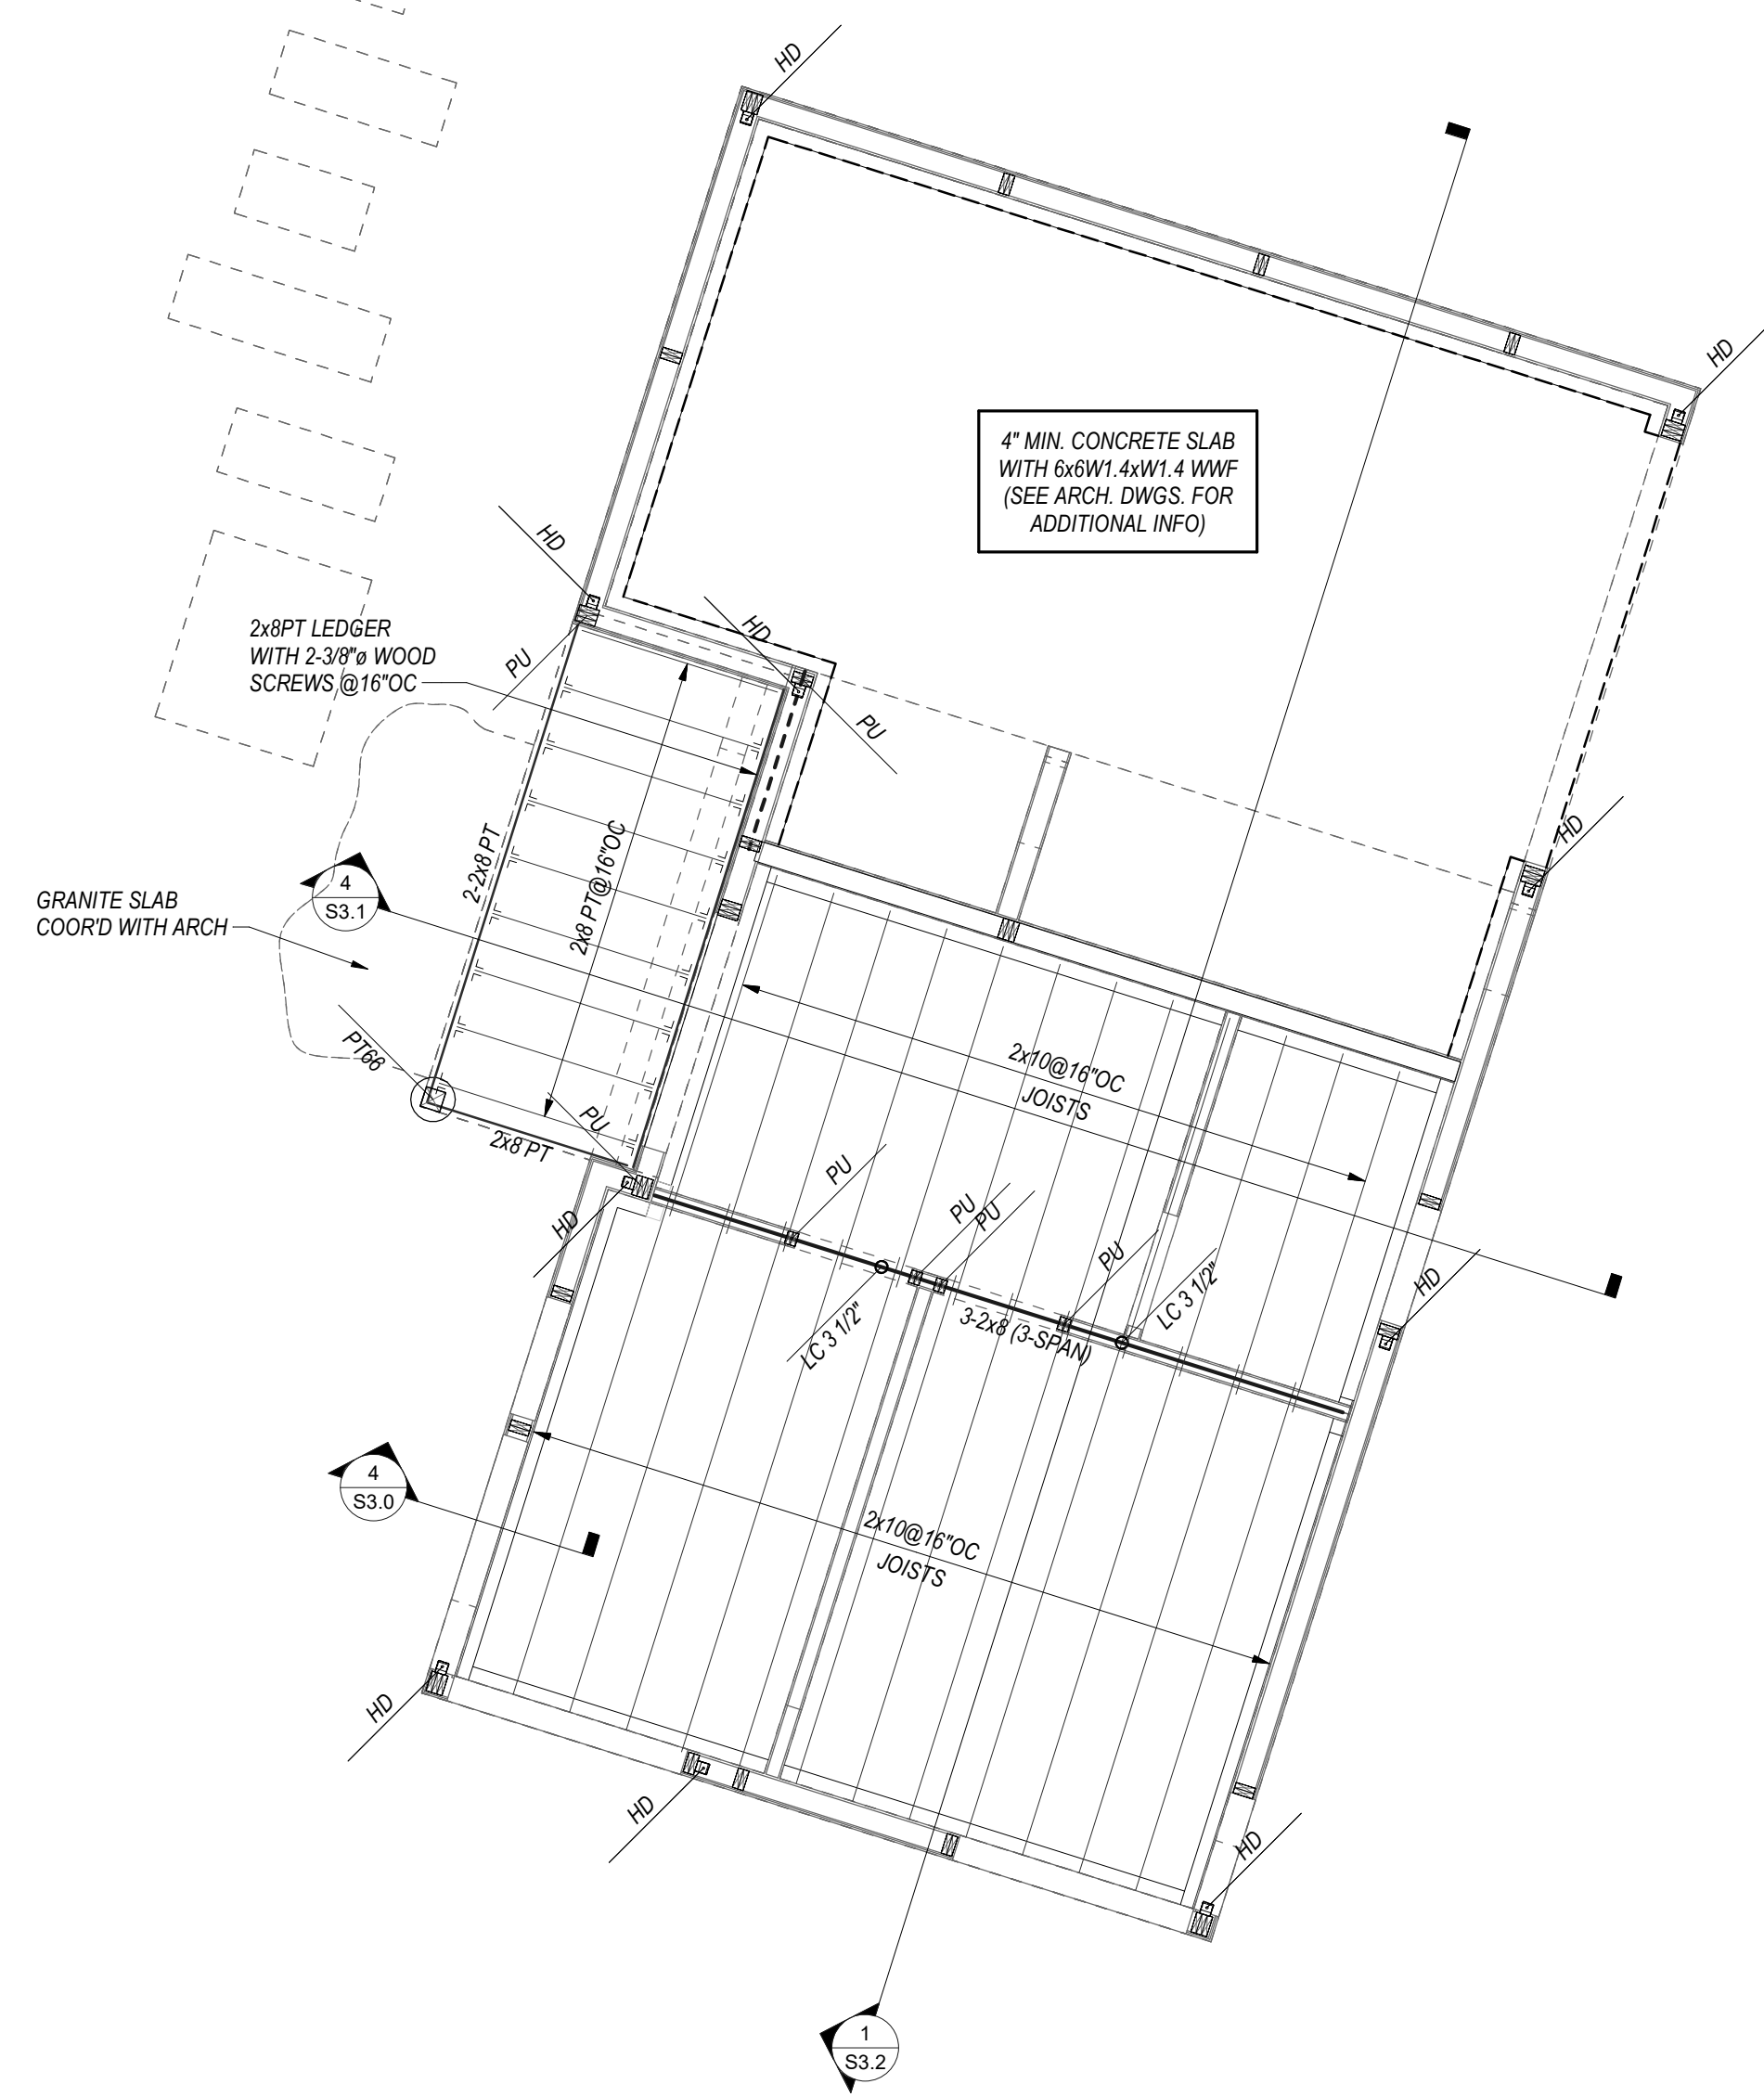 HD
HD
4" MIN. CONCRETE SLAB
WITH 6x6W1.4xW1.4 WWF
(SEE ARCH. DWGS. FOR
ADDITIONAL INFO)
HD
HD
2x8PT LEDGER
WITH 2-3/8"ø WOOD
SCREWS @16"OC
PU
PU
HD
2-2x8 PT
2x8 PT@16"OC
4
S3.1
GRANITE SLAB
COOR'D WITH ARCH
PT66
2x10@16"OC
JOISTS
PU
2x8 PT
PU
PU
PU
PU
HD
HD
LC 3 1/2"
LC 3 1/2"
3-2x8 (3-SPAN)
4
S3.0
2x10@16"OC
JOISTS
HD
HD
HD
1
S3.2